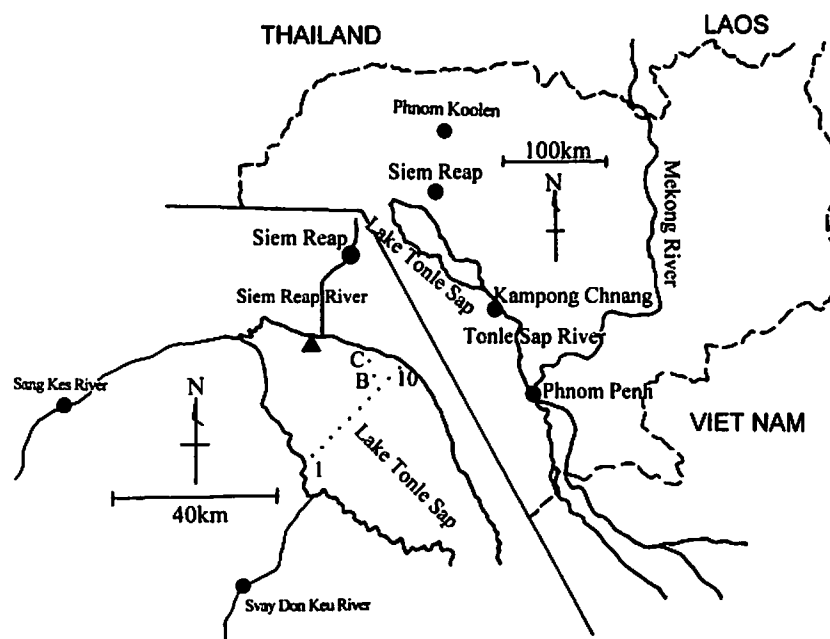 THAILAND
LAOS
Phnom Koolen
100km
Siem Reap
N
Mekong River
Siem Reap
Lake Tonle Sap
Siem Reap River
Kampong Chnang
Tonle Sap River
C
B
10
Sang Kes River
N
Phnom Penh
VIET NAM
1
Lake Tonle Sap
40km
Svay Don Keu River